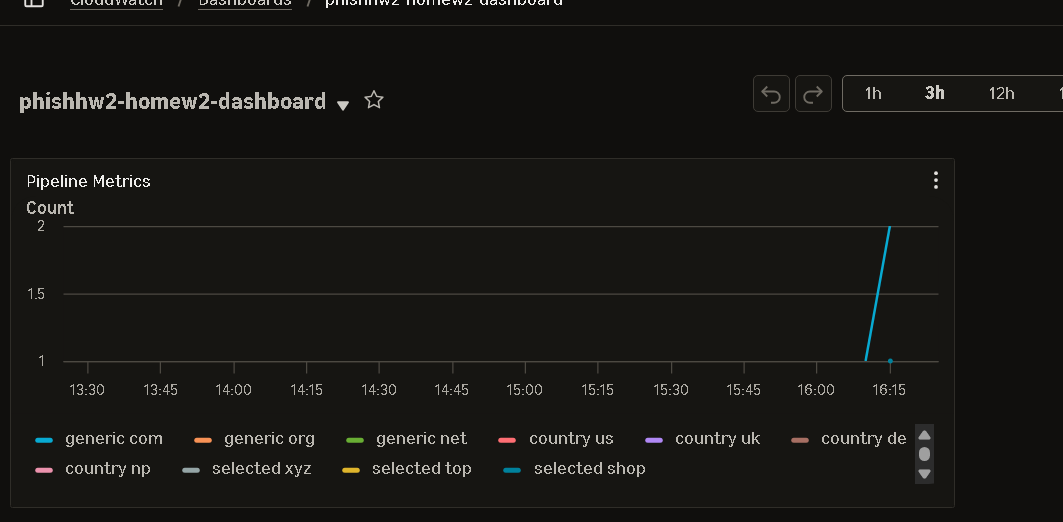 CloudWatch / Dashboards / phishhw2-homew2-dashboard
phishhw2-homew2-dashboard
1h 3h 12h
Pipeline Metrics
Count
2
1.5
1
13:30 13:45 14:00 14:15 14:30 14:45 15:00 15:15 15:30 15:45 16:00 16:15
generic com generic org generic net country us country uk country de
country np selected xyz selected top selected shop